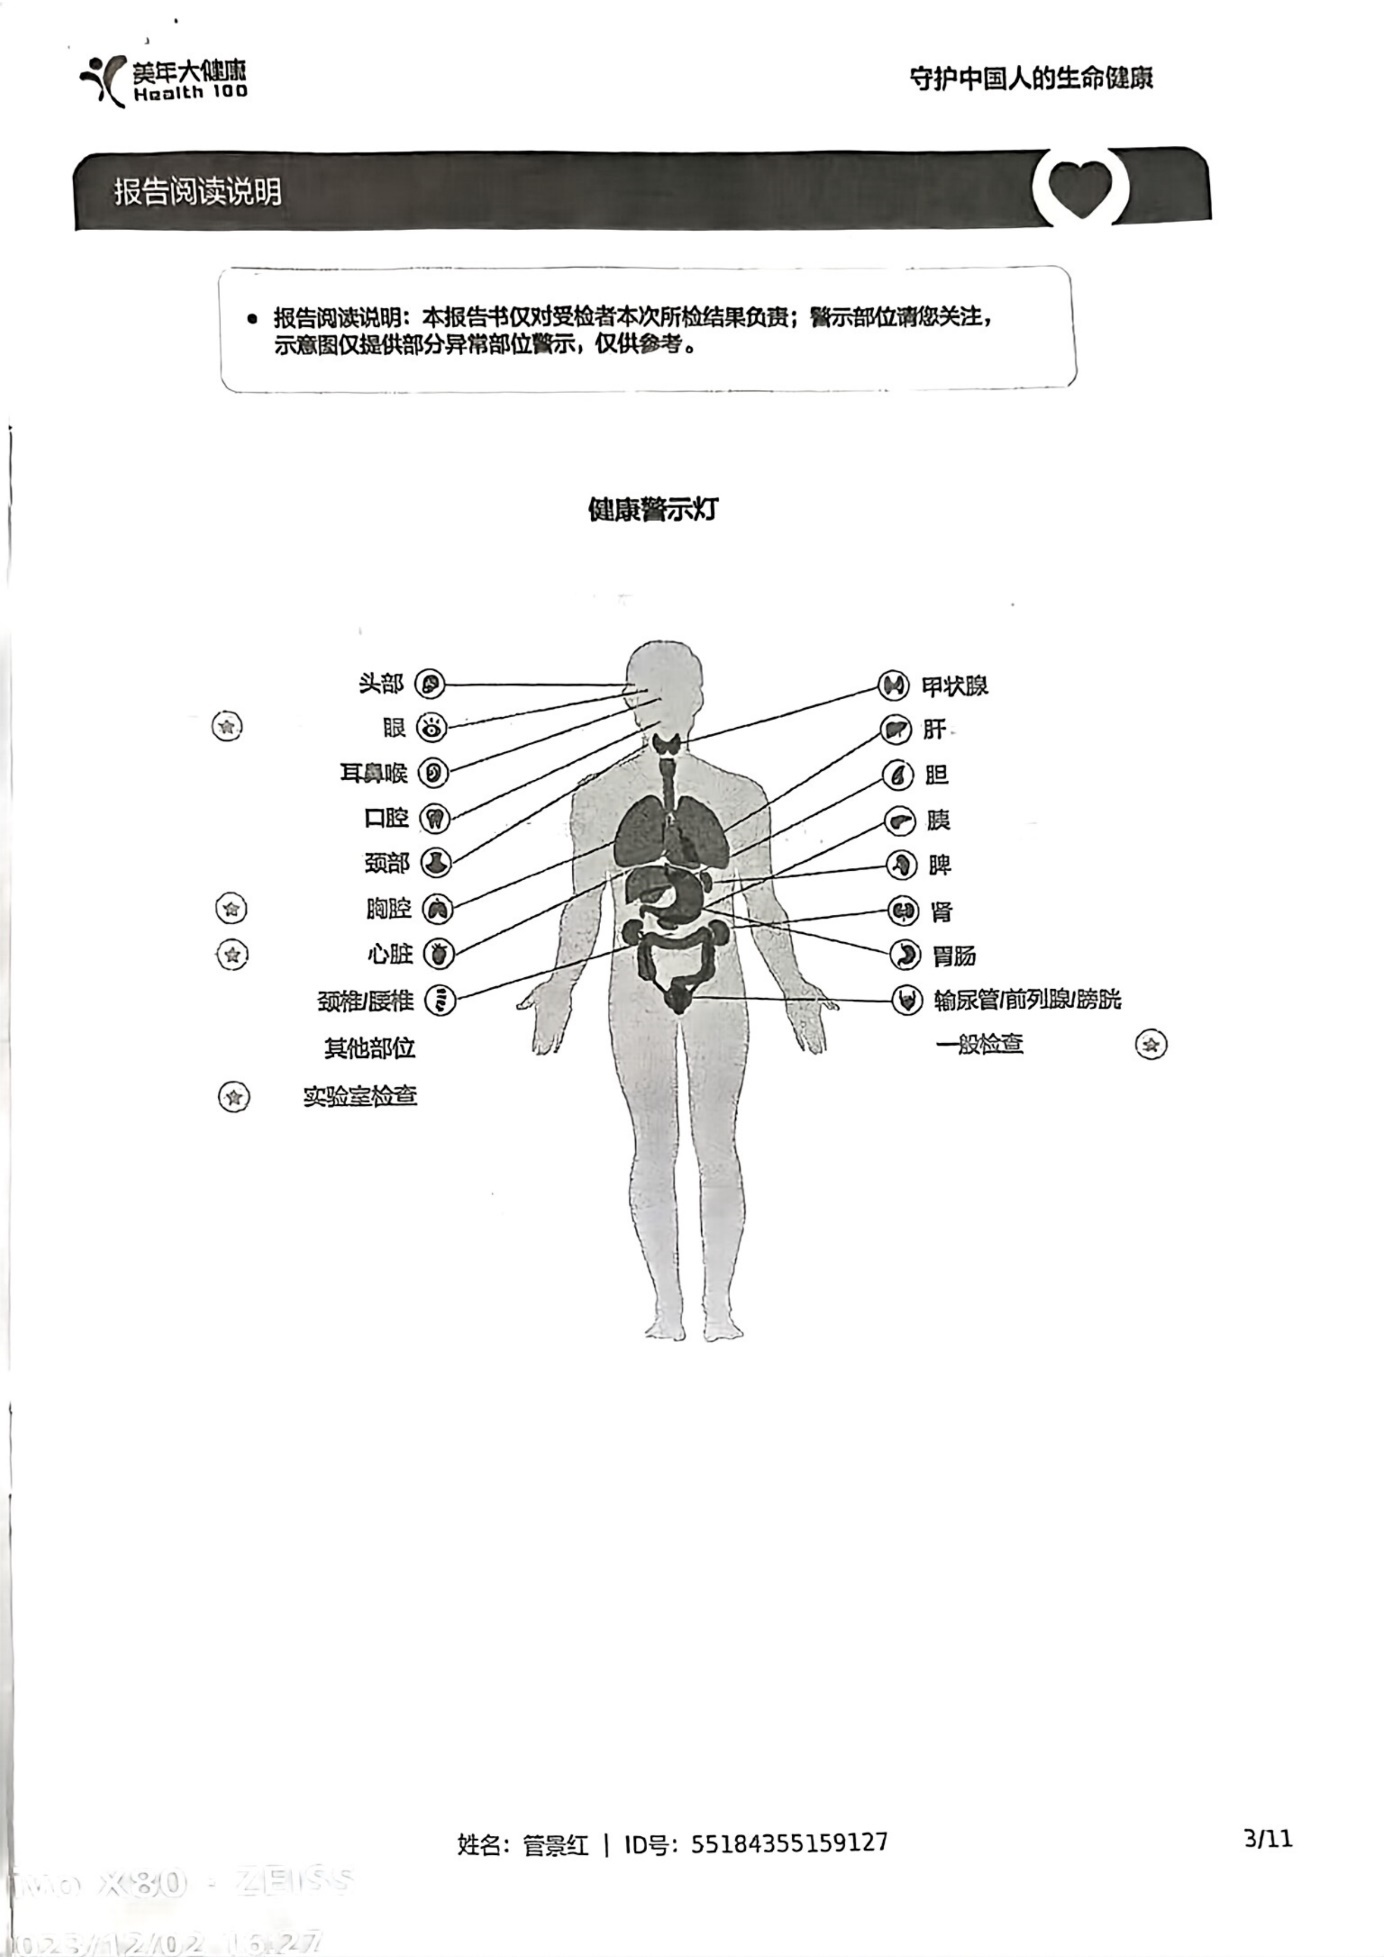 美年大健康
Health 100
守护中国人的生命健康
报告阅读说明
● 报告阅读说明：本报告书仅对受检者本次所检结果负责；警示部位请您关注，
示意图仅提供部分异常部位警示，仅供参考。
健康警示灯
头部
眼
耳鼻喉
口腔
颈部
胸腔
心脏
颈椎/腰椎
其他部位
实验室检查
甲状腺
肝
胆
胰
脾
肾
胃肠
输尿管/前列腺/膀胱
一般检查
姓名：管景红 | ID号：55184355159127
3/11
X80 · ZEISS
023/12/02 16:27